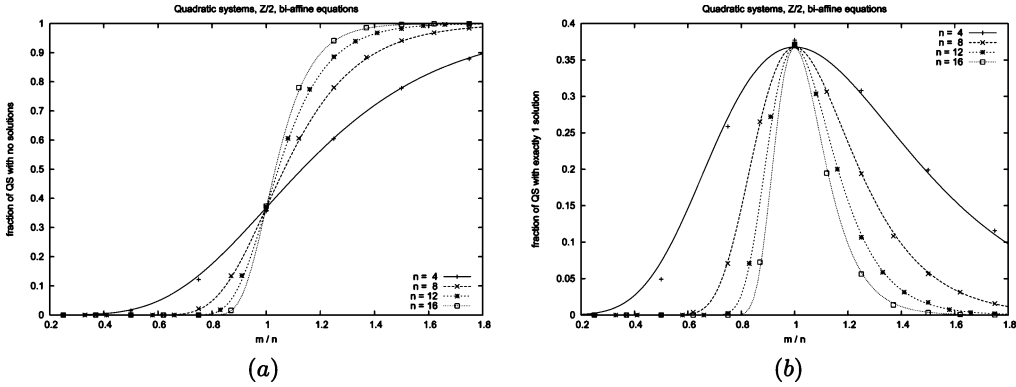 Quadratic systems, Z/2, bi-affine equations
fraction of QS with no solutions
1
0.9
0.8
0.7
0.6
0.5
0.4
0.3
0.2
0.1
0
n = 4
n = 8
n = 12
n = 16
0.2 0.4 0.6 0.8 1 1.2 1.4 1.6 1.8
m / n
(a)
Quadratic systems, Z/2, bi-affine equations
fraction of QS with exactly 1 solution
0.4
0.35
0.3
0.25
0.2
0.15
0.1
0.05
0
n = 4
n = 8
n = 12
n = 16
0.2 0.4 0.6 0.8 1.0 1.2 1.4 1.6 1.8
m / n
(b)